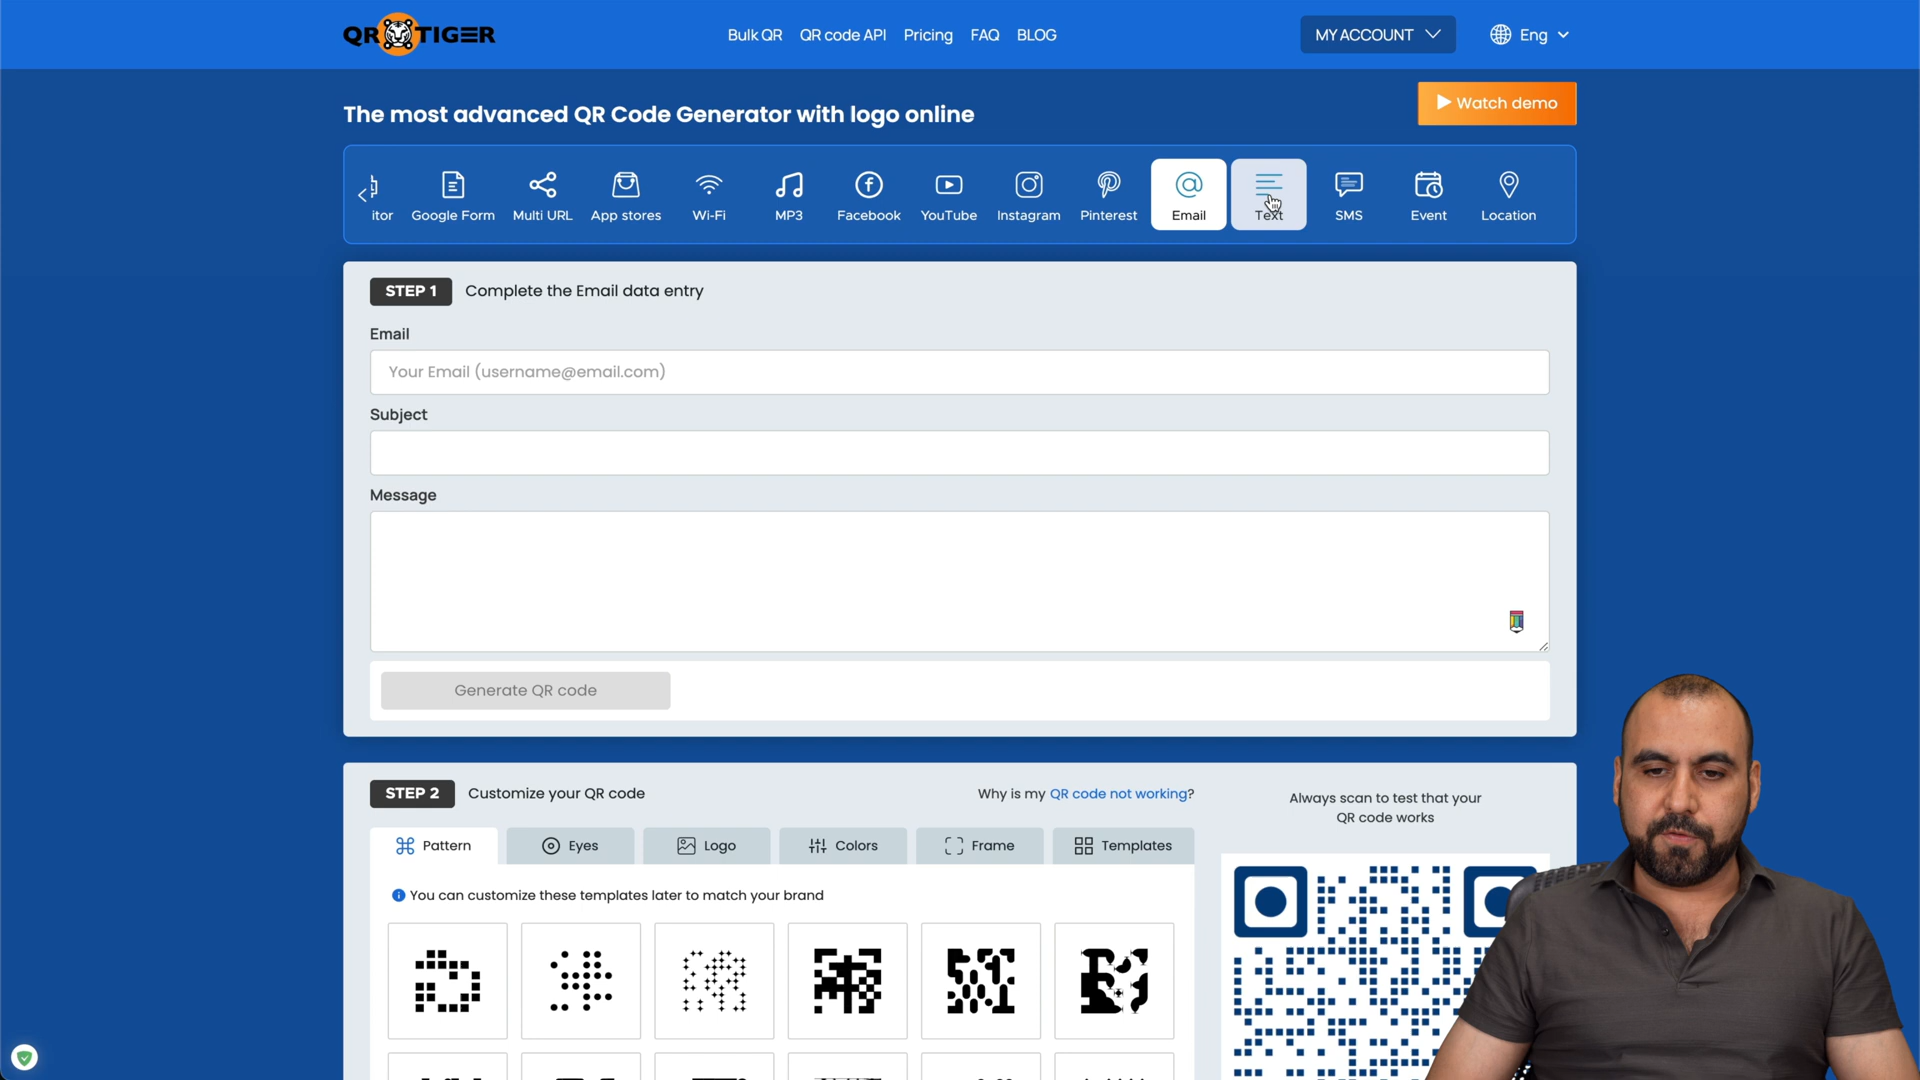 QR TIGER
Bulk QR QR code API Pricing FAQ BLOG
MY ACCOUNT
Eng
The most advanced QR Code Generator with logo online
Watch demo
itor
Google Form
Multi URL
App stores
Wi-Fi
MP3
Facebook
YouTube
Instagram
Pinterest
Email
Text
SMS
Event
Location
STEP 1 Complete the Email data entry
Email
Your Email (username@email.com)
Subject
Message
Generate QR code
STEP 2 Customize your QR code
Why is my QR code not working?
Always scan to test that your
QR code works
Pattern
Eyes
Logo
Colors
Frame
Templates
You can customize these templates later to match your brand